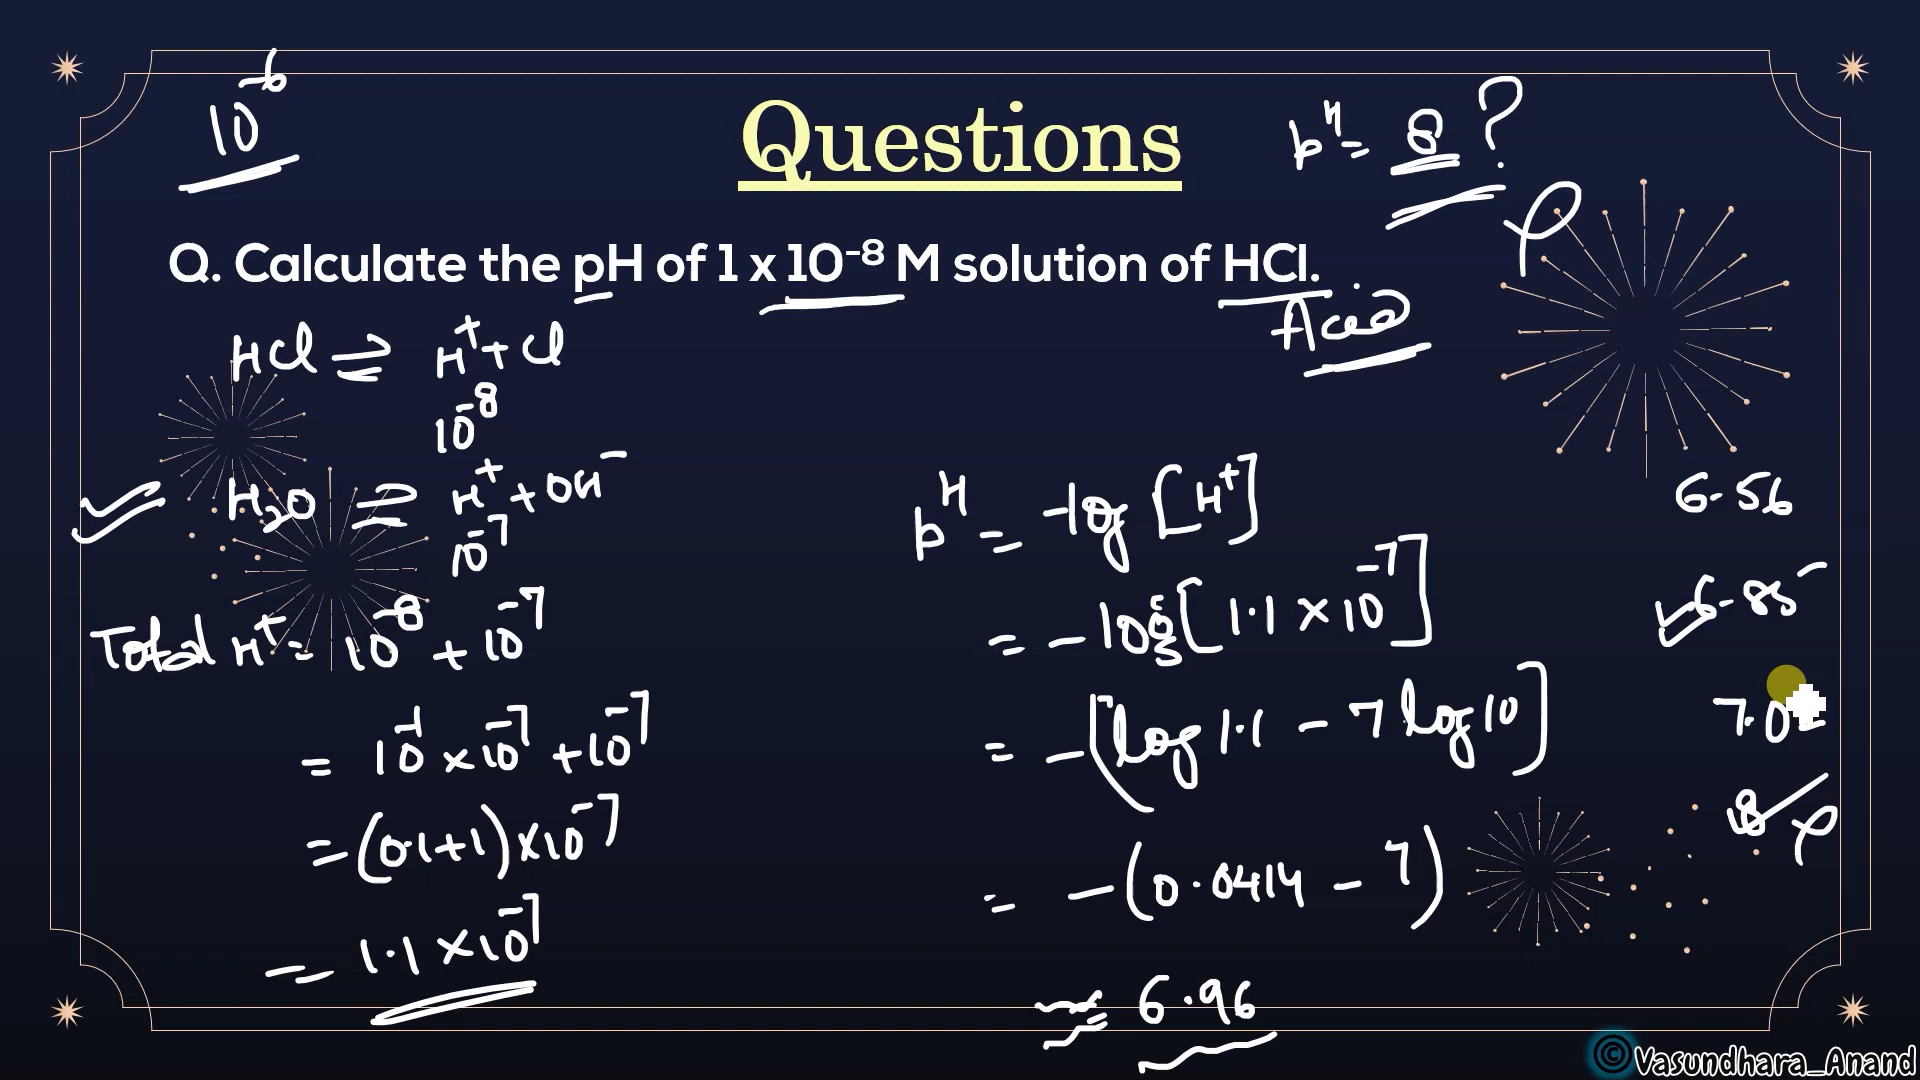 10⁻⁶
Questions
pH = 8 ?
Q. Calculate the pH of 1 x 10⁻⁸ M solution of HCl.
Acid
HCl ⇌ H⁺ + Cl
10⁻⁸
H₂O ⇌ H⁺ + OH⁻
10⁻⁷
Total H⁺ = 10⁻⁸ + 10⁻⁷
= 10⁻¹ × 10⁻⁷ + 10⁻⁷
= (0.1 + 1) × 10⁻⁷
= 1.1 × 10⁻⁷
pH = -log [H⁺]
= - log [1.1 × 10⁻⁷]
= - [log 1.1 - 7 log 10]
= - (0.0414 - 7)
= 6.96
6.56
6.85
7.0
8
© Vasundhara_Anand